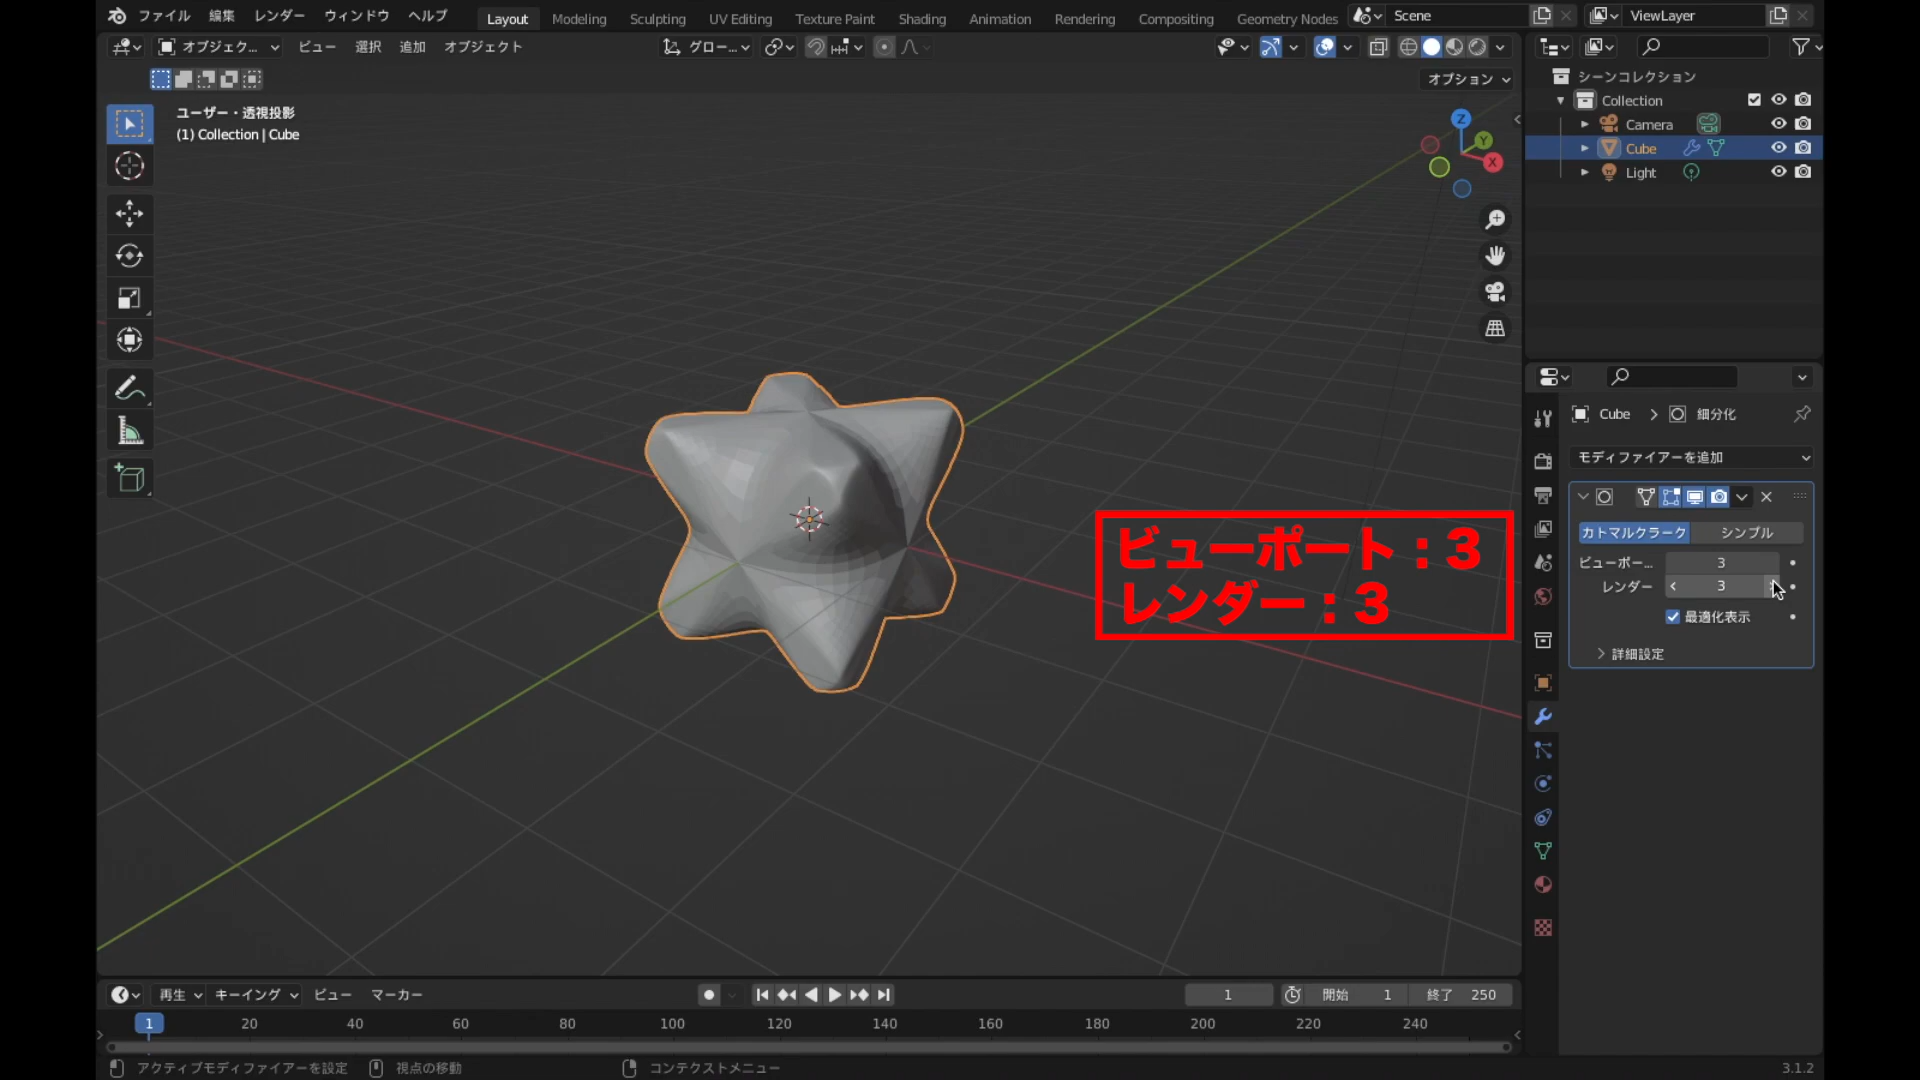 ファイル 編集 レンダー ウィンドウ ヘルプ Layout Modeling Sculpting UV Editing Texture Paint Shading Animation Rendering Compositing Geometry Nodes Scene ViewLayer
オブジェク... ビュー 選択 追加 オブジェクト グロー...
オプション
ユーザー・透視投影
(1) Collection | Cube
Z
Y
X
シーンコレクション
Collection
Camera
Cube
Light
Cube 細分化
モディファイアーを追加
カトマルクラーク シンプル
ビューポー... 3
レンダー 3
最適化表示
詳細設定
ビューポート：3
レンダー：3
再生 キーイング ビュー マーカー 1 開始 1 終了 250
1 20 40 60 80 100 120 140 160 180 200 220 240
アクティブモディファイアーを設定 視点の移動 コンテクストメニュー 3.1.2